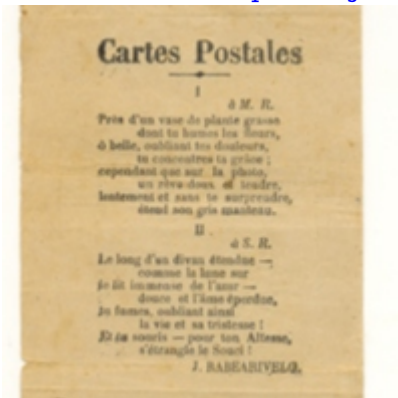 Cartes Postales
I
à M. R.
Près d'un vase de plante grasse
dont tu humes les fleurs,
ô belle, oubliant tes douleurs,
tu concentres ta grâce ;
cependant que sur la photo,
un rêve doux et tendre,
lentement et sans te surprendre,
étend son gris manteau.
II
à S. R.
Le long d'un divan étendue —
comme la lune sur
le lit immense de l'azur —
douce et l'âme éperdue,
tu fumes, oubliant ainsi
la vie et sa tristesse !
Et tu souris — pour ton Altesse,
s'étrangle le Souci !
J. RABEARIVELO,